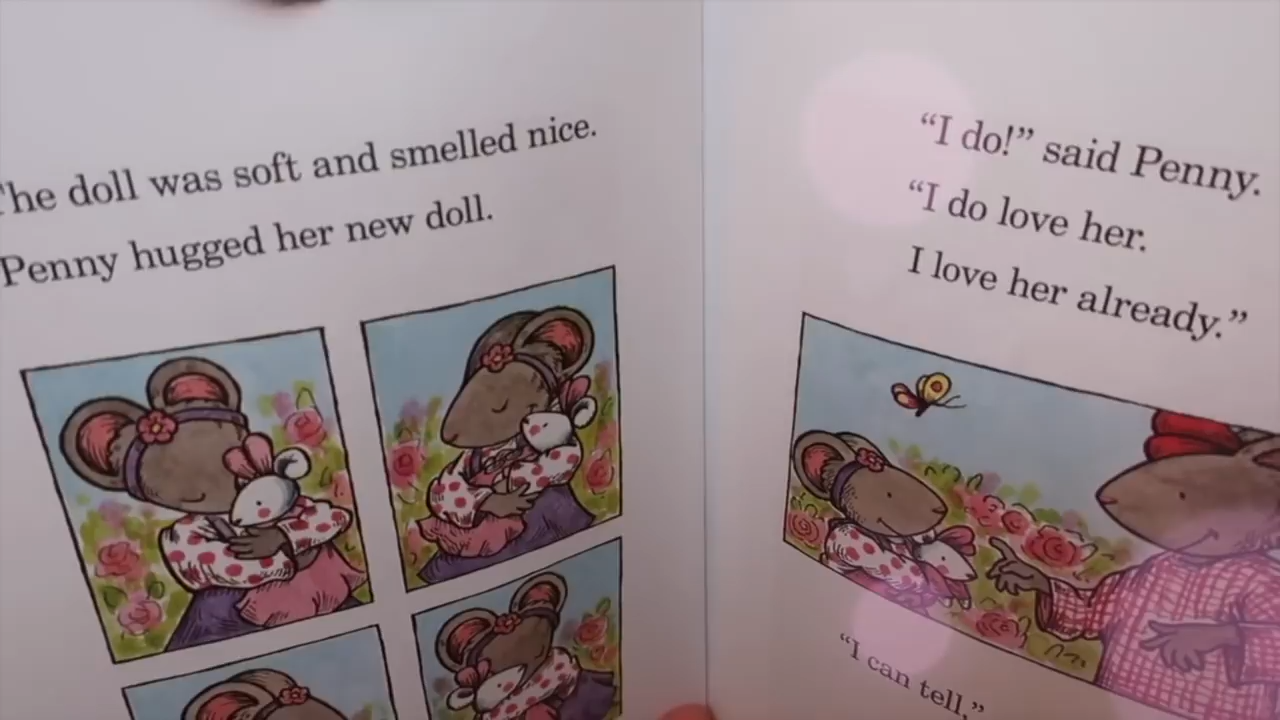 The doll was soft and smelled nice.
Penny hugged her new doll.
“I do!” said Penny.
“I do love her.
I love her already.”
“I can tell,”